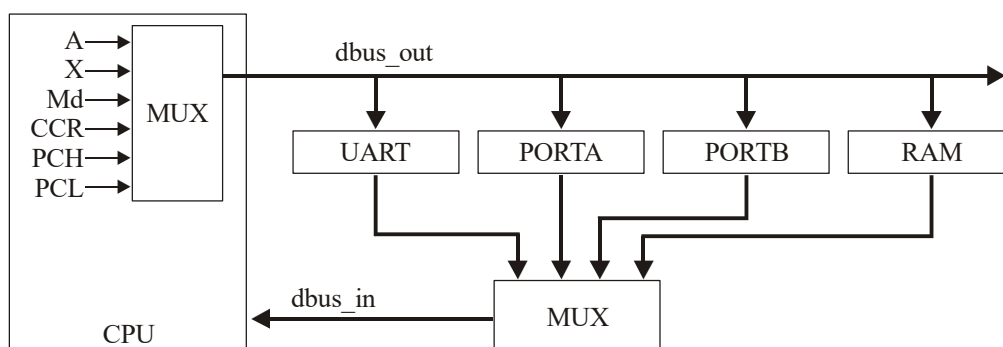 A
X
Md
CCR
PCH
PCL
MUX
dbus_out
UART
PORTA
PORTB
RAM
dbus_in
MUX
CPU